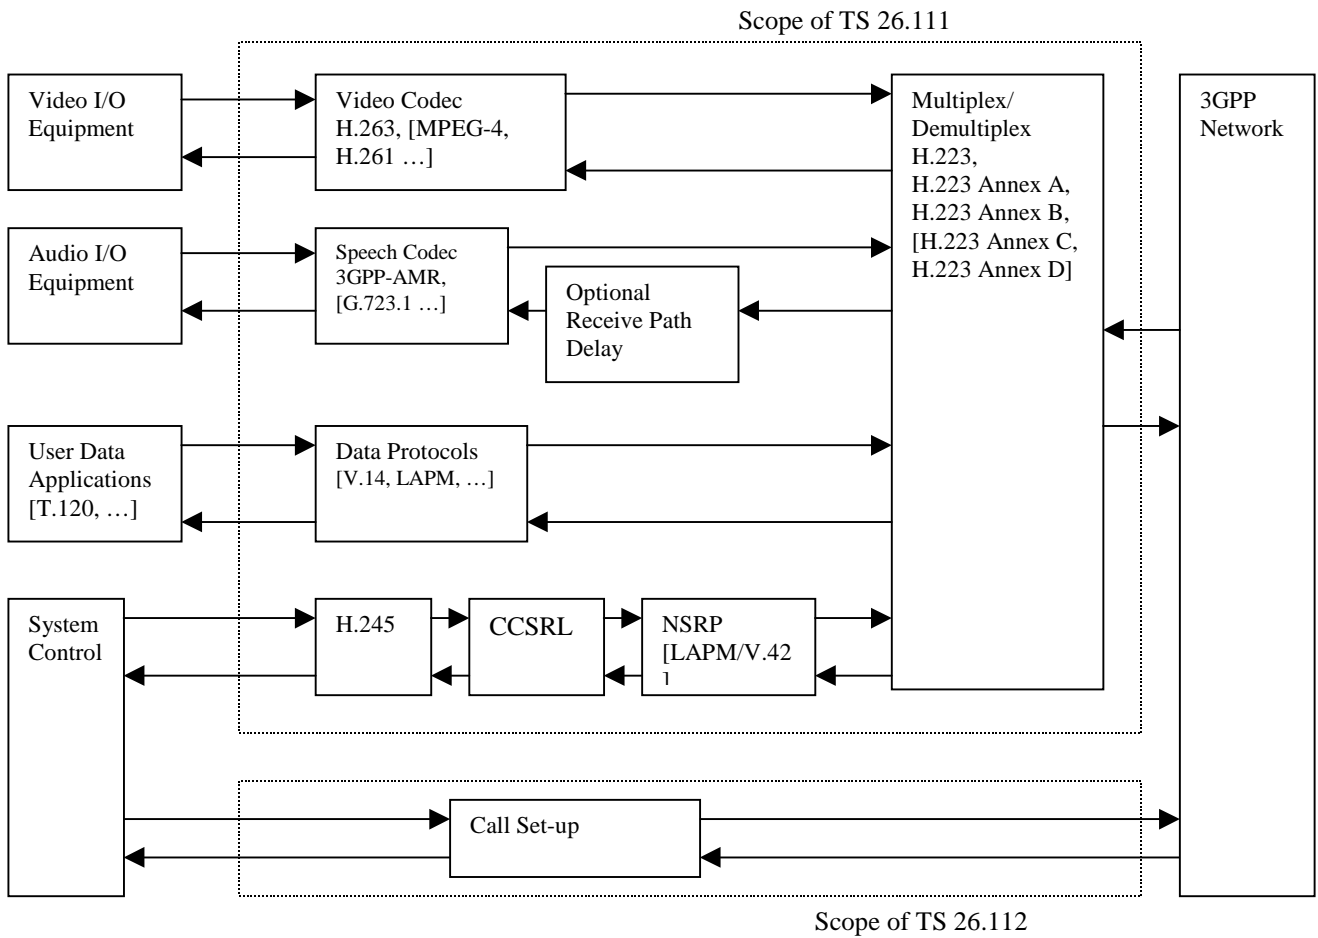 Scope of TS 26.111
Video I/O
Equipment
Video Codec
H.263, [MPEG-4,
H.261 …]
Multiplex/
Demultiplex
H.223,
H.223 Annex A,
H.223 Annex B,
[H.223 Annex C,
H.223 Annex D]
3GPP
Network
Audio I/O
Equipment
Speech Codec
3GPP-AMR,
[G.723.1 …]
Optional
Receive Path
Delay
User Data
Applications
[T.120, …]
Data Protocols
[V.14, LAPM, …]
System
Control
H.245
CCSRL
NSRP
[LAPM/V.42
]
Call Set-up
Scope of TS 26.112